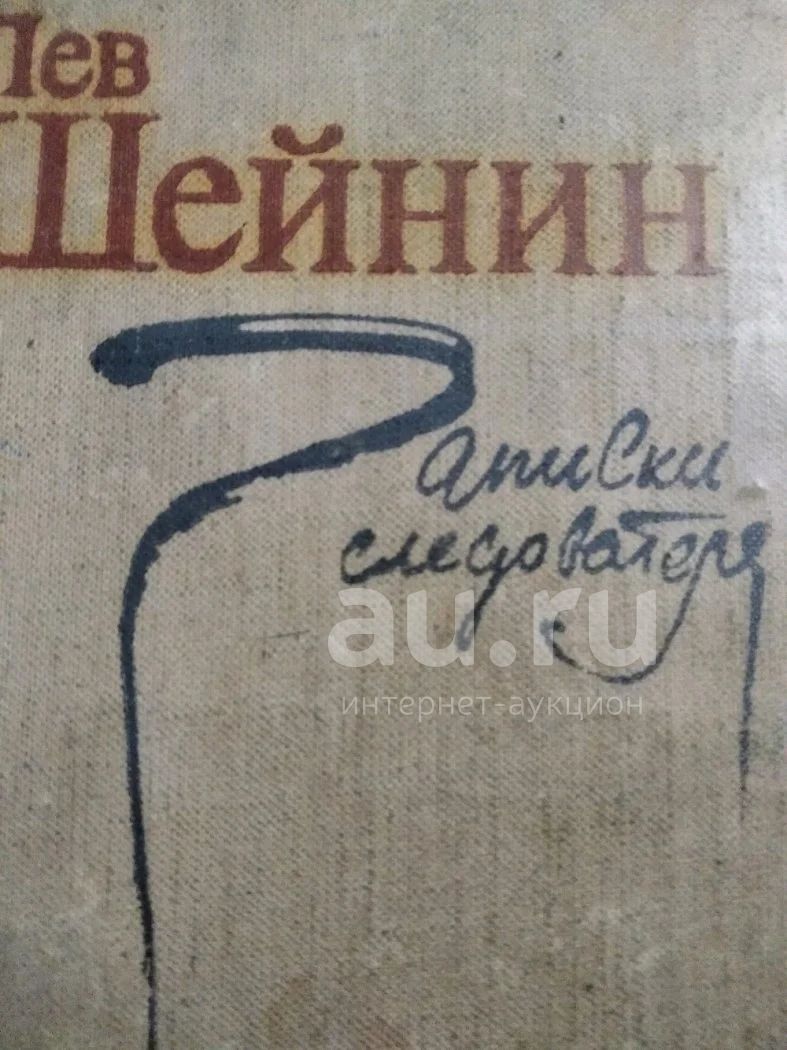 Лев
Шейнин
Записки
следователя
au.ru
интернет-аукцион